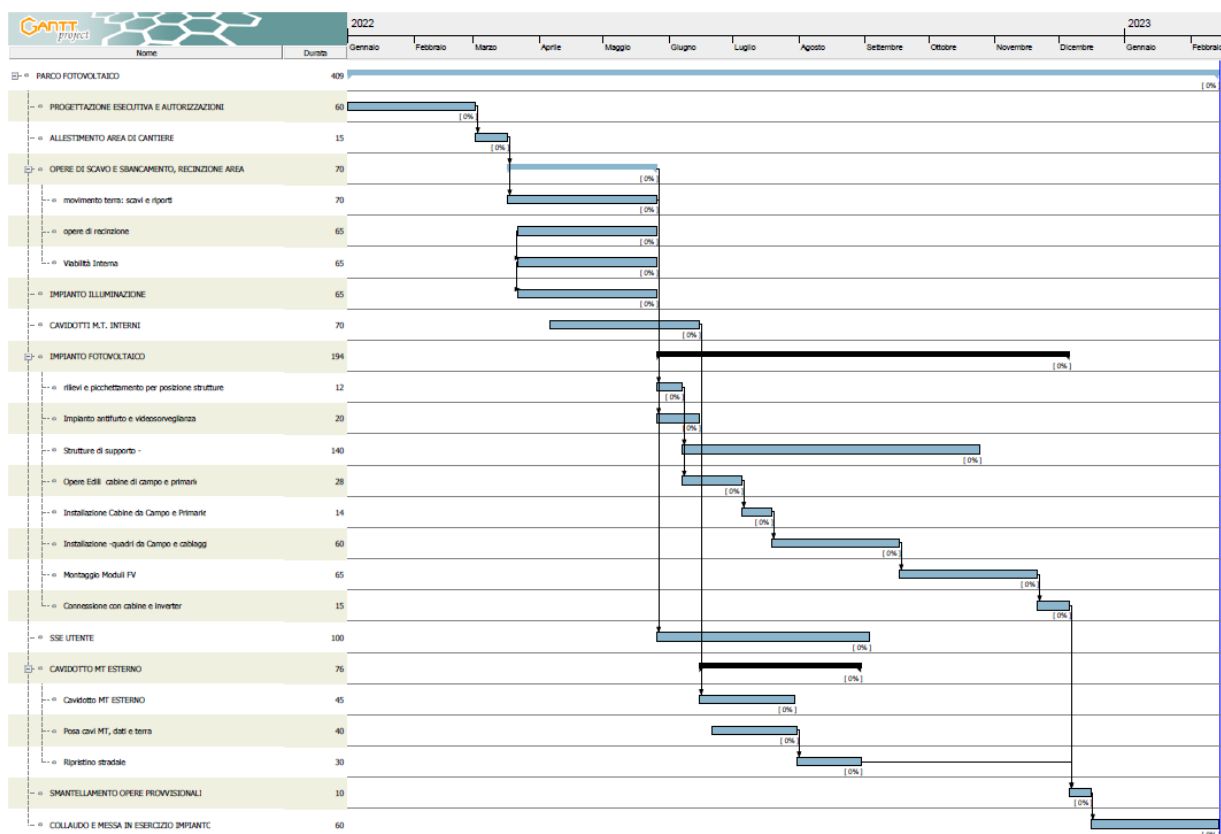 GANTT
project
2022
2023
Nome
Durata
Gennaio
Febbraio
Marzo
Aprile
Maggio
Giugno
Luglio
Agosto
Settembre
Ottobre
Novembre
Dicembre
Gennaio
Febbraio
PARCO FOTOVOLTAICO 409
[ 0% ]
PROGETTAZIONE ESECUTIVA E AUTORIZZAZIONI 60
[ 0% ]
ALLESTIMENTO AREA DI CANTIERE 15
[ 0% ]
OPERE DI SCAVO E SBANCAMENTO, RECINZIONE AREA 70
[ 0% ]
movimento terra: scavi e riporti 70
[ 0% ]
opere di recinzione 65
[ 0% ]
Viabilità Interna 65
[ 0% ]
IMPIANTO ILLUMINAZIONE 65
[ 0% ]
CAVIDOTTI M.T. INTERNI 70
[ 0% ]
IMPIANTO FOTOVOLTAICO 194
[ 0% ]
rilievi e picchettamento per posizione strutture 12
[ 0% ]
Impianto antifurto e videosorveglianza 20
[ 0% ]
Strutture di supporto - 140
[ 0% ]
Opere Edili cabine di campo e primarie 28
[ 0% ]
Installazione Cabine da Campo e Primarie 14
[ 0% ]
Installazione -quadri da Campo e cablagg 60
[ 0% ]
Montaggio Moduli FV 65
[ 0% ]
Connessione con cabine e inverter 15
[ 0% ]
SSE UTENTE 100
[ 0% ]
CAVIDOTTO MT ESTERNO 76
[ 0% ]
Cavidotto MT ESTERNO 45
[ 0% ]
Posa cavi MT, dati e terra 40
[ 0% ]
Ripristino stradale 30
[ 0% ]
SMANTELLAMENTO OPERE PROVVISIONALI 10
[ 0% ]
COLLAUDO E MESSA IN ESERCIZIO IMPIANTO 60
[ 0% ]